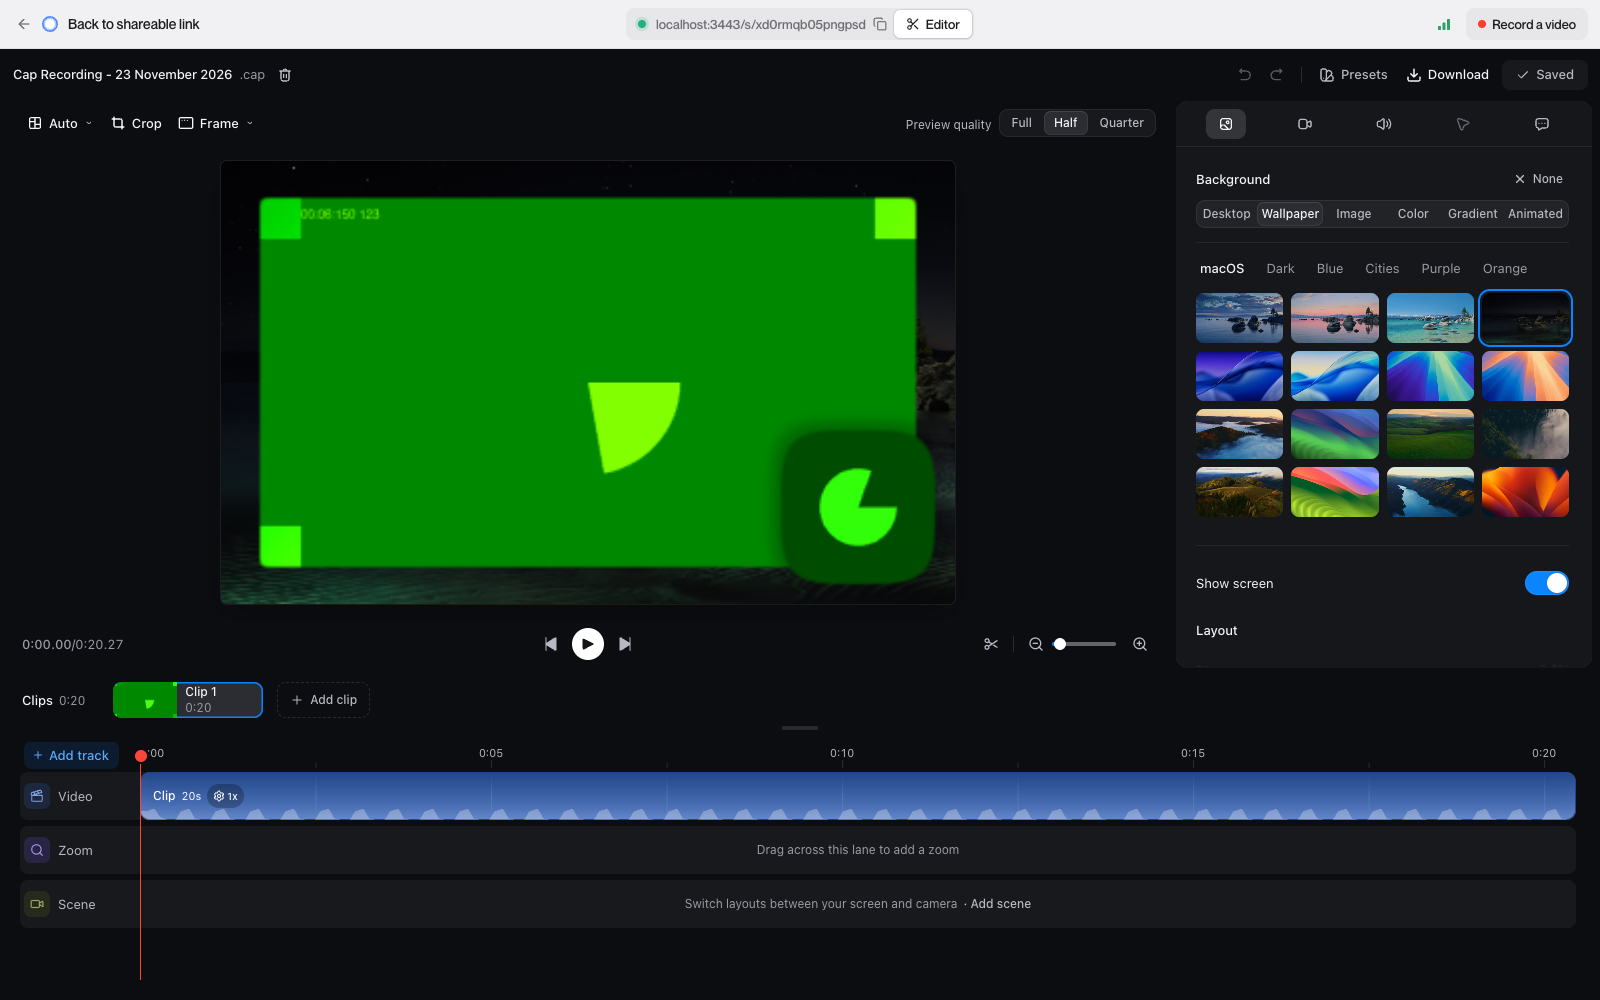 Back to shareable link
localhost:3443/s/xd0rmqb05pngpsd
Editor
Record a video
Cap Recording - 23 November 2026 .cap
Presets
Download
Saved
Auto
Crop
Frame
Preview quality
Full
Half
Quarter
Background
None
Desktop
Wallpaper
Image
Color
Gradient
Animated
macOS
Dark
Blue
Cities
Purple
Orange
Show screen
Layout
00:06:150 123
0:00.00/0:20.27
Clips 0:20
Clip 1
0:20
+ Add clip
+ Add track
:00
0:05
0:10
0:15
0:20
Video
Clip 20s 1x
Zoom
Drag across this lane to add a zoom
Scene
Switch layouts between your screen and camera · Add scene